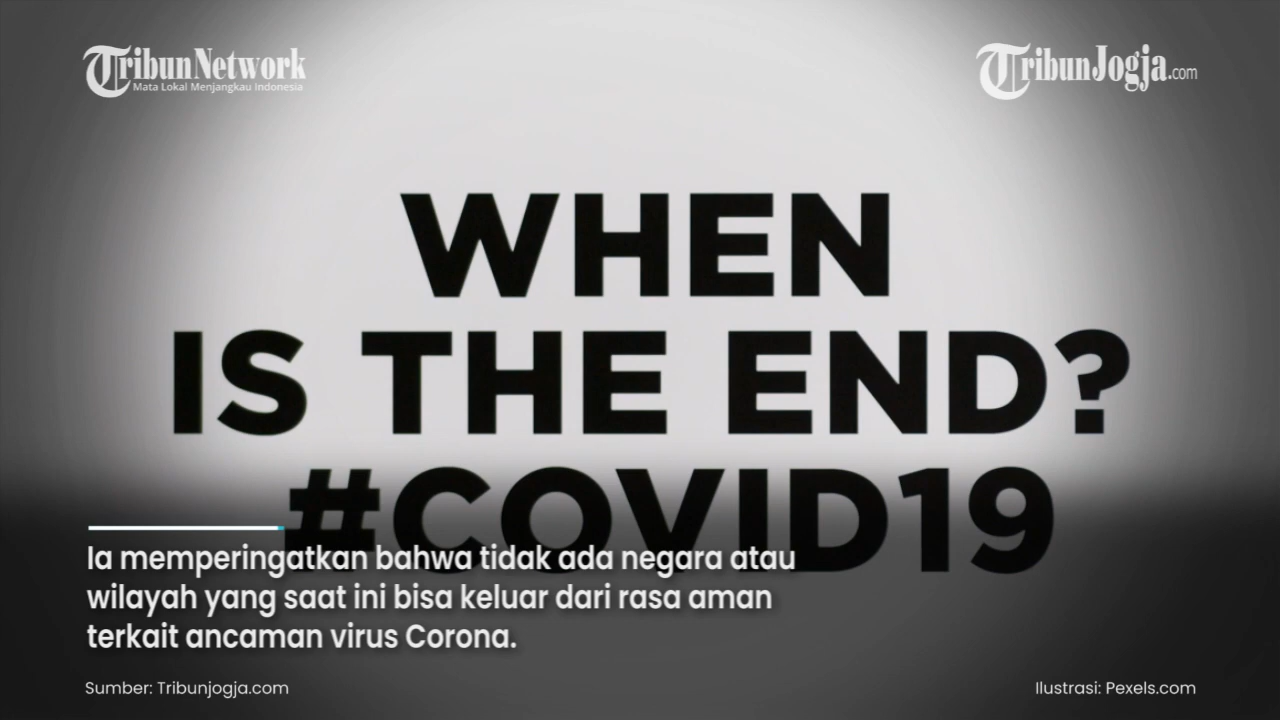 TribunNetwork
Mata Lokal Menjangkau Indonesia
TribunJogja.com
WHEN
IS THE END?
#COVID19
Ia memperingatkan bahwa tidak ada negara atau
wilayah yang saat ini bisa keluar dari rasa aman
terkait ancaman virus Corona.
Sumber: Tribunjogja.com
Ilustrasi: Pexels.com